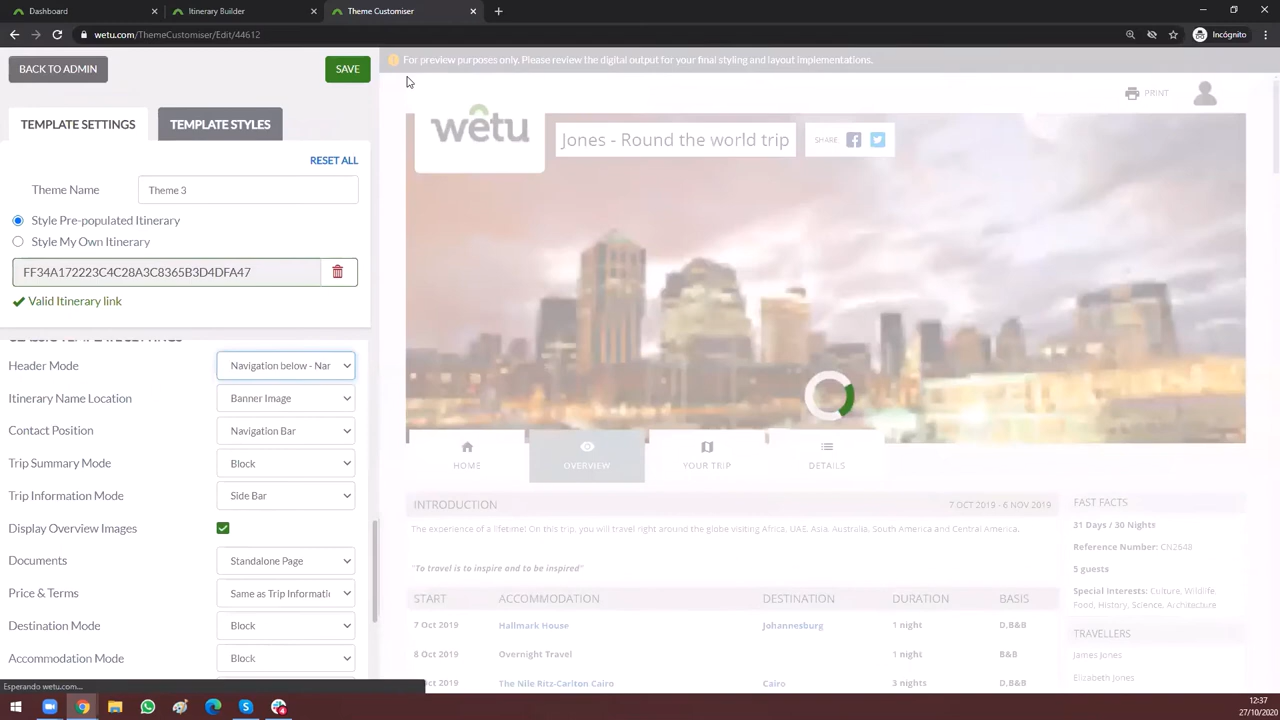 Dashboard
Itinerary Builder
Theme Customiser
wetu.com/ThemeCustomiser/Edit/44612
Incógnito
BACK TO ADMIN
SAVE
For preview purposes only. Please review the digital output for your final styling and layout implementations.
TEMPLATE SETTINGS
TEMPLATE STYLES
RESET ALL
Theme Name
Theme 3
Style Pre-populated Itinerary
Style My Own Itinerary
FF34A172223C4C28A3C8365B3D4DFA47
Valid Itinerary link
CLASSIC TEMPLATE SETTINGS
Header Mode
Navigation below - Nar
Itinerary Name Location
Banner Image
Contact Position
Navigation Bar
Trip Summary Mode
Block
Trip Information Mode
Side Bar
Display Overview Images
Documents
Standalone Page
Price & Terms
Same as Trip Informatic
Destination Mode
Block
Accommodation Mode
Block
PRINT
wetu
Jones - Round the world trip
SHARE
HOME
OVERVIEW
YOUR TRIP
DETAILS
INTRODUCTION
7 OCT 2019 - 6 NOV 2019
The experience of a lifetime! On this trip, you will travel right around the globe visiting Africa, UAE, Asia, Australia, South America and Central America.
"To travel is to inspire and to be inspired"
START ACCOMMODATION DESTINATION DURATION BASIS
7 Oct 2019 Hallmark House Johannesburg 1 night D,B&B
8 Oct 2019 Overnight Travel 1 night B&B
Oct 2019 The Nile Ritz-Carlton Cairo Cairo 3 nights D,B&B
FAST FACTS
31 Days / 30 Nights
Reference Number: CN2648
5 guests
Special Interests: Culture, Wildlife,
Food, History, Science, Architecture
TRAVELLERS
James Jones
Elizabeth Jones
Esperando wetu.com...
12:37
27/10/2020